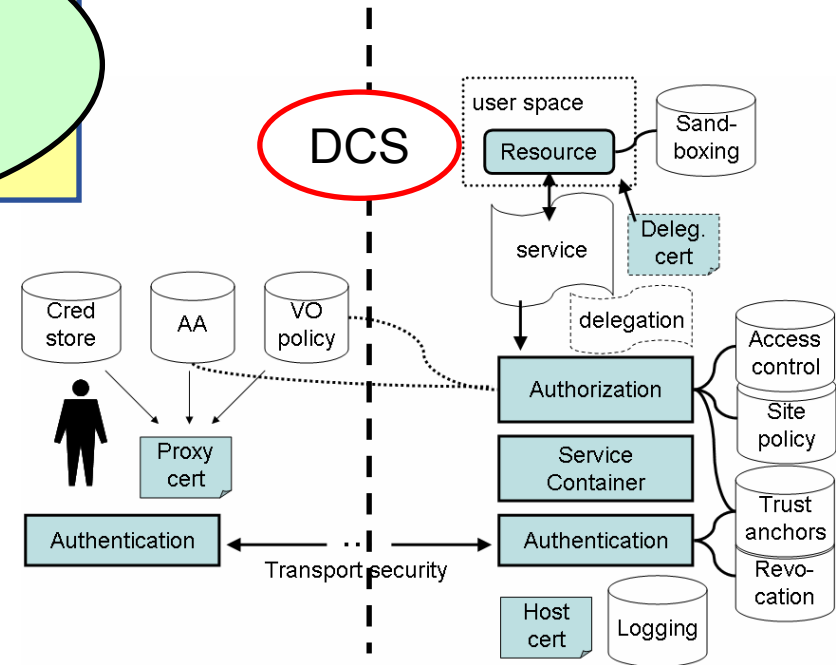 DCS
user space
Resource
Sand-
boxing
service
Deleg.
cert
delegation
Cred
store
AA
VO
policy
Access
control
Authorization
Site
policy
Proxy
cert
Service
Container
Trust
anchors
Authentication
Authentication
Transport security
Revo-
cation
Host
cert
Logging